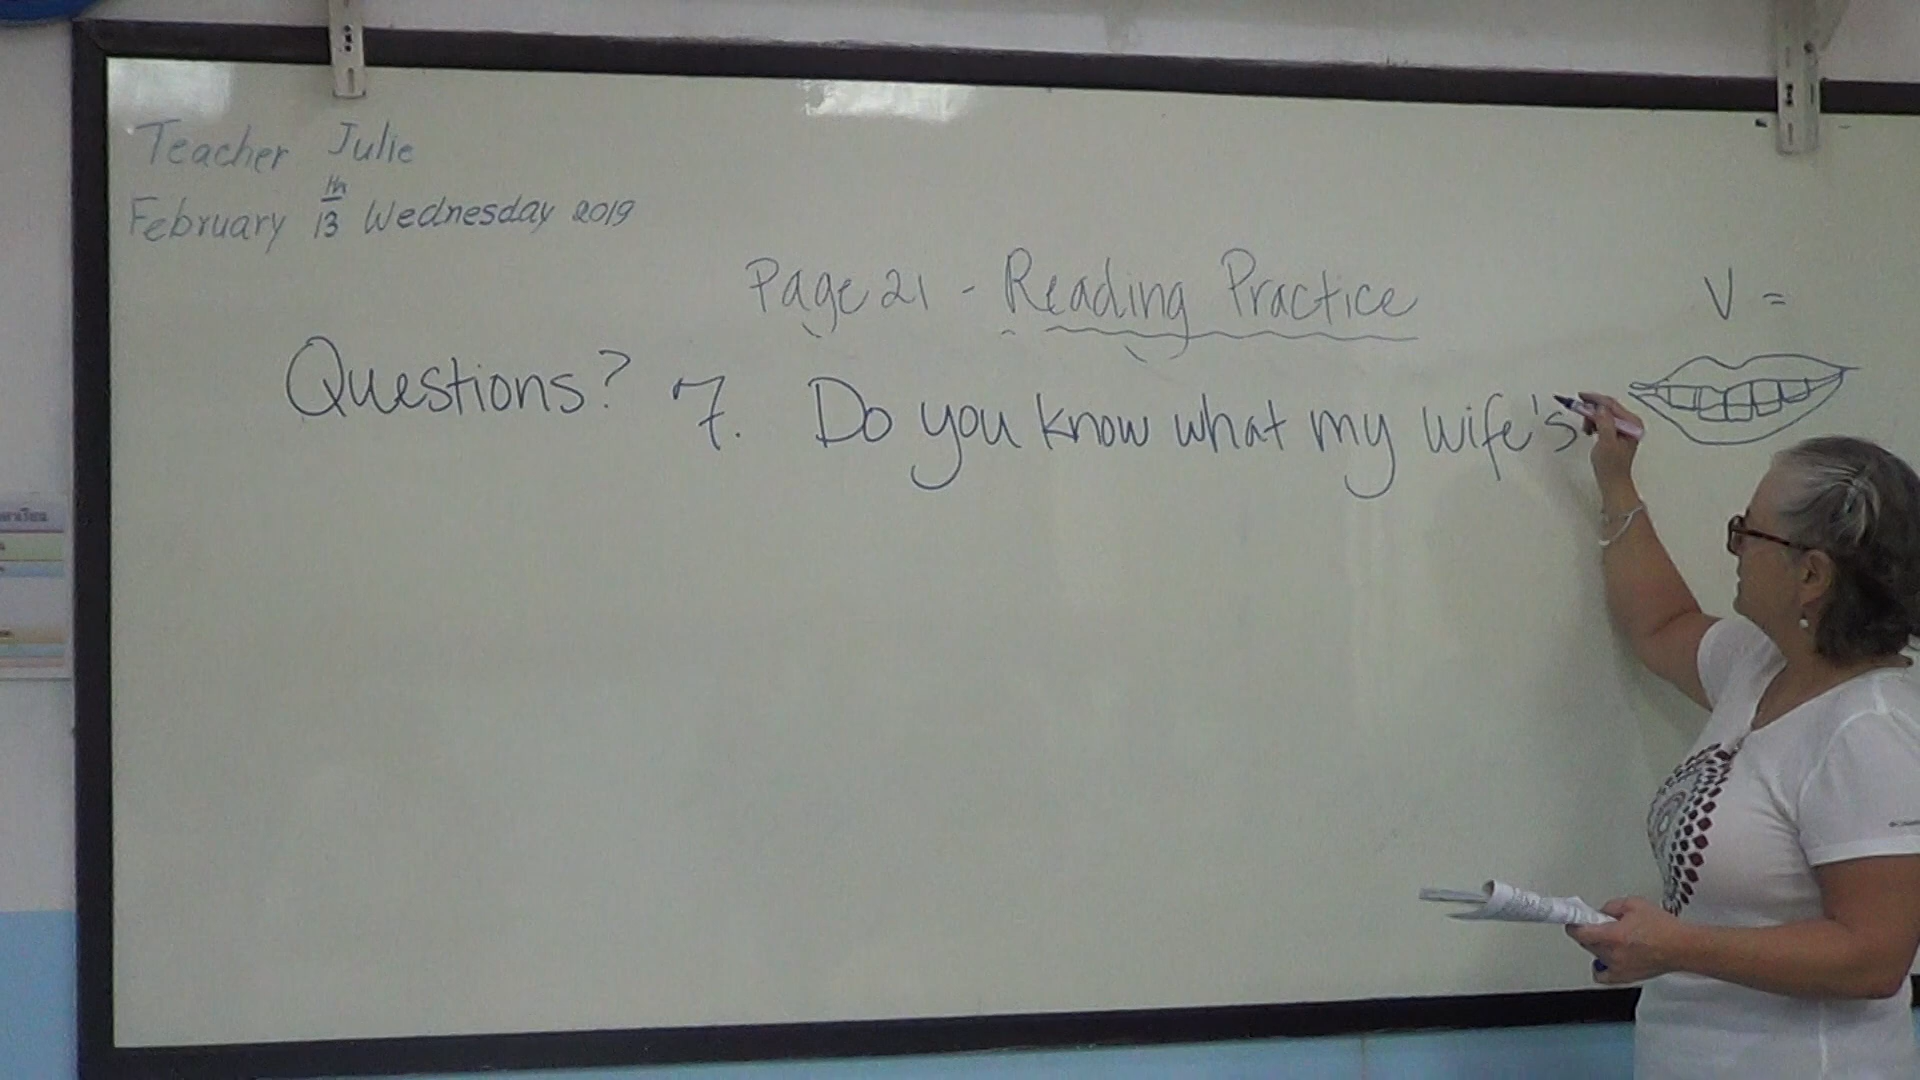 Teacher Julie
February 13th Wednesday 2019
Page 21 - Reading Practice
V =
Questions? 7. Do you know what my wife's